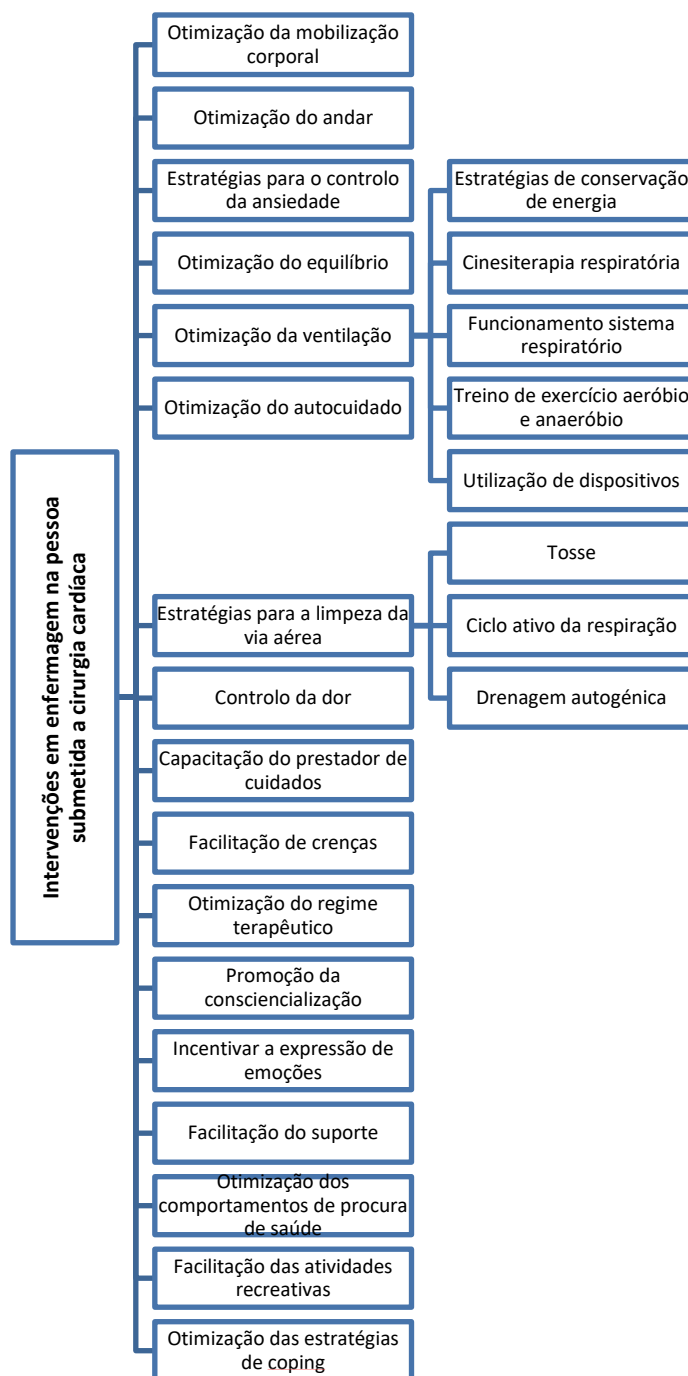 Intervenções em enfermagem na pessoa
submetida a cirurgia cardíaca
Otimização da mobilização
corporal
Otimização do andar
Estratégias para o controlo
da ansiedade
Otimização do equilíbrio
Otimização da ventilação
Estratégias de conservação
de energia
Cinesiterapia respiratória
Funcionamento sistema
respiratório
Treino de exercício aeróbio
e anaeróbio
Utilização de dispositivos
Otimização do autocuidado
Estratégias para a limpeza da
via aérea
Tosse
Ciclo ativo da respiração
Drenagem autogénica
Controlo da dor
Capacitação do prestador de
cuidados
Facilitação de crenças
Otimização do regime
terapêutico
Promoção da
consciencialização
Incentivar a expressão de
emoções
Facilitação do suporte
Otimização dos
comportamentos de procura
de saúde
Facilitação das atividades
recreativas
Otimização das estratégias
de coping